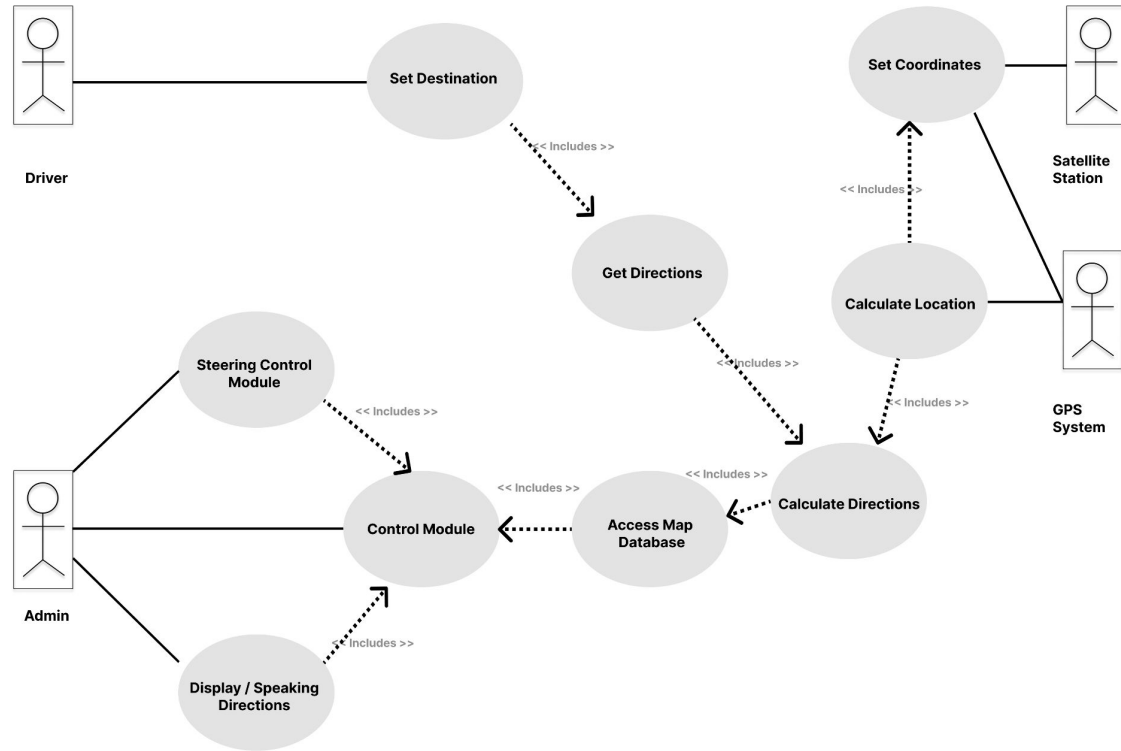 Set Destination
Set Coordinates
<< Includes >>
Driver
Satellite
Station
<< Includes >>
Get Directions
Calculate Location
Steering Control
Module
<< Includes >>
<< Includes >>
<< Includes >>
GPS
System
<< Includes >>
<< Includes >>
Calculate Directions
Control Module
Access Map
Database
Admin
<< Includes >>
Display / Speaking
Directions